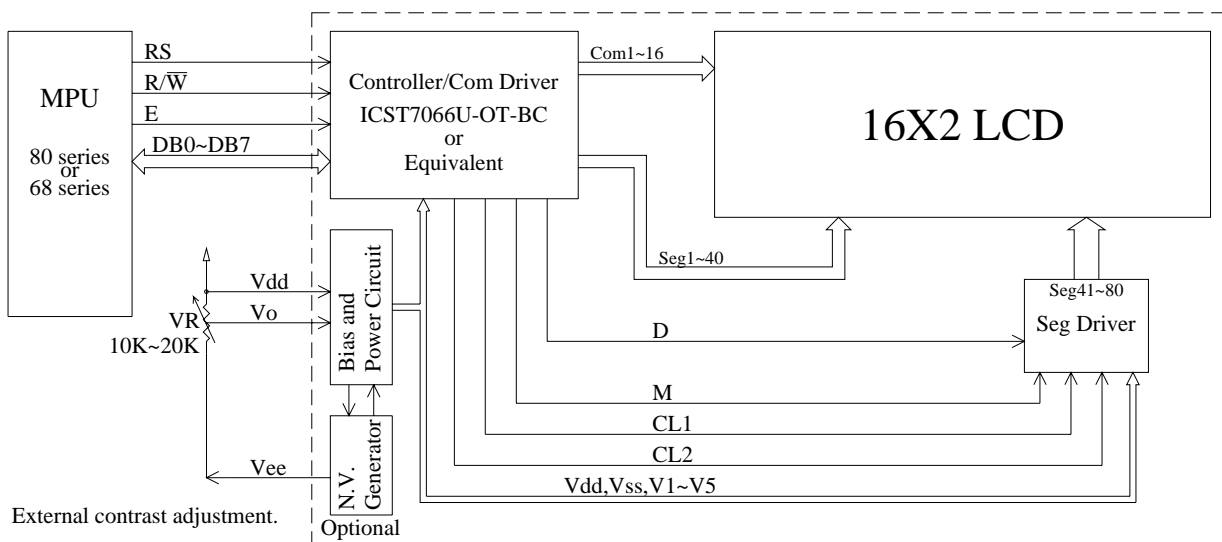 MPU
80 series
or
68 series
RS
R/W̅
E
DB0~DB7
Controller/Com Driver
ICST7066U-OT-BC
or
Equivalent
Com1~16
16X2 LCD
Seg1~40
Seg41~80
Seg Driver
Vdd
Vo
VR
10K~20K
Bias and
Power Circuit
D
M
CL1
CL2
Vdd,Vss,V1~V5
Vee
N.V.
Generator
Optional
External contrast adjustment.